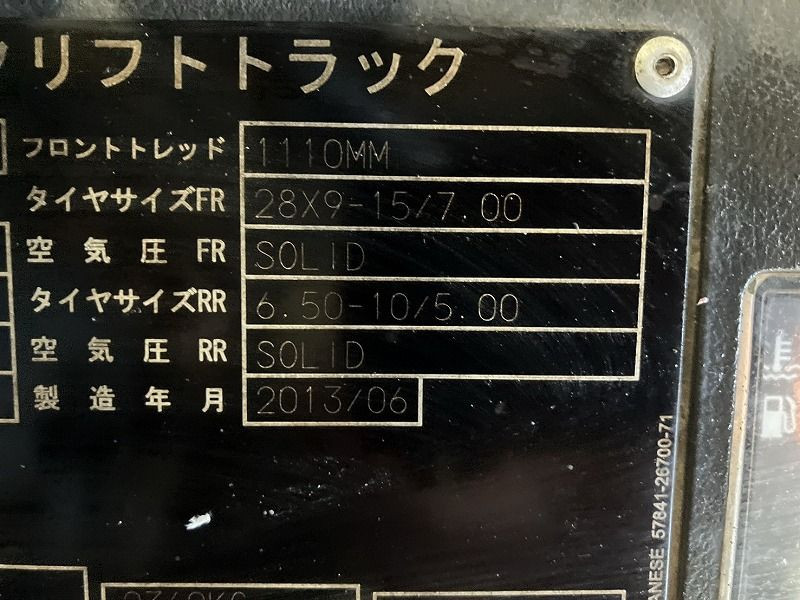 リフトトラック
フロントトレッド 1110MM
タイヤサイズFR 28X9-15/7.00
空気圧 FR SOLID
タイヤサイズRR 6.50-10/5.00
空気圧 RR SOLID
製造年月 2013/06
ANESE 57841-26700-71